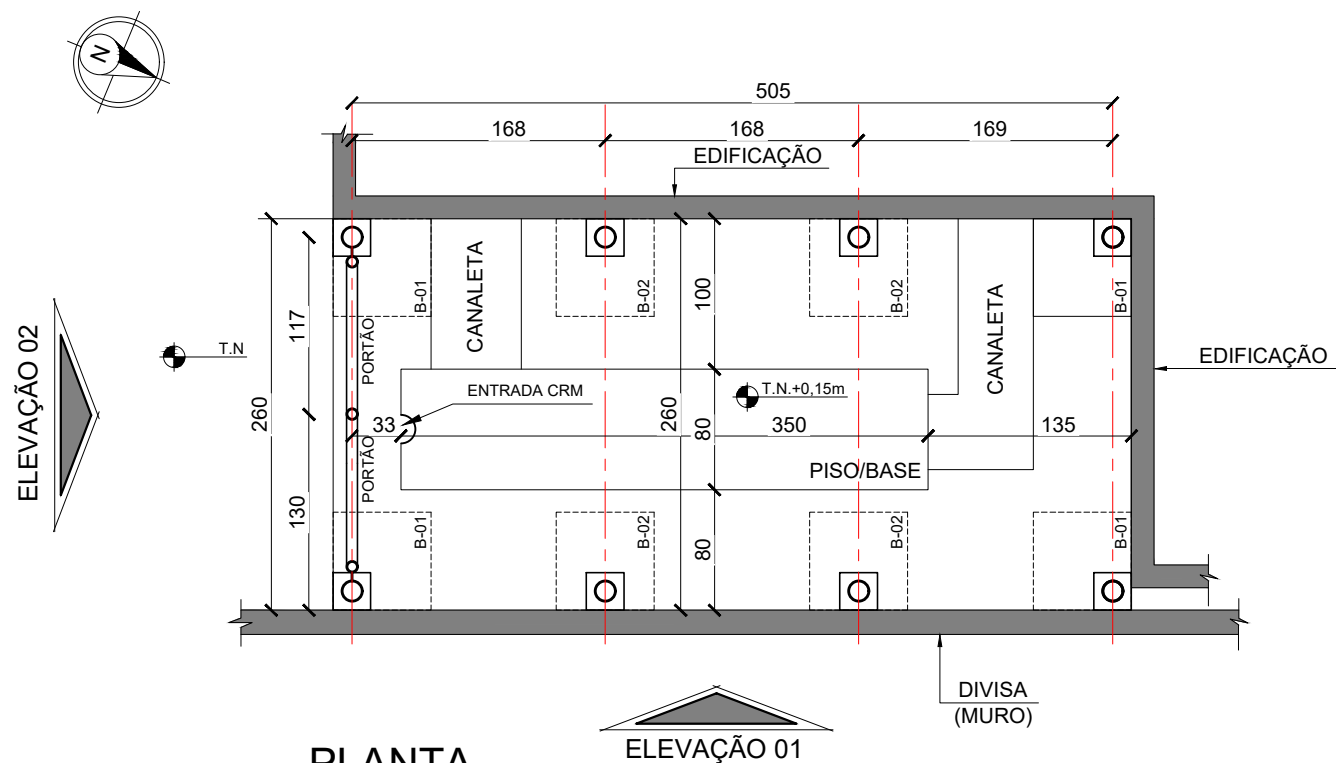 N
505
168
168
169
EDIFICAÇÃO
B-01
CANALETA
B-02
100
B-02
CANALETA
B-01
117
PORTÃO
ELEVAÇÃO 02
T.N
EDIFICAÇÃO
ENTRADA CRM
T.N.+0,15m
260
33
260
80
350
135
PORTÃO
PISO/BASE
130
B-01
B-02
80
B-02
B-01
DIVISA
(MURO)
ELEVAÇÃO 01
PLANTA